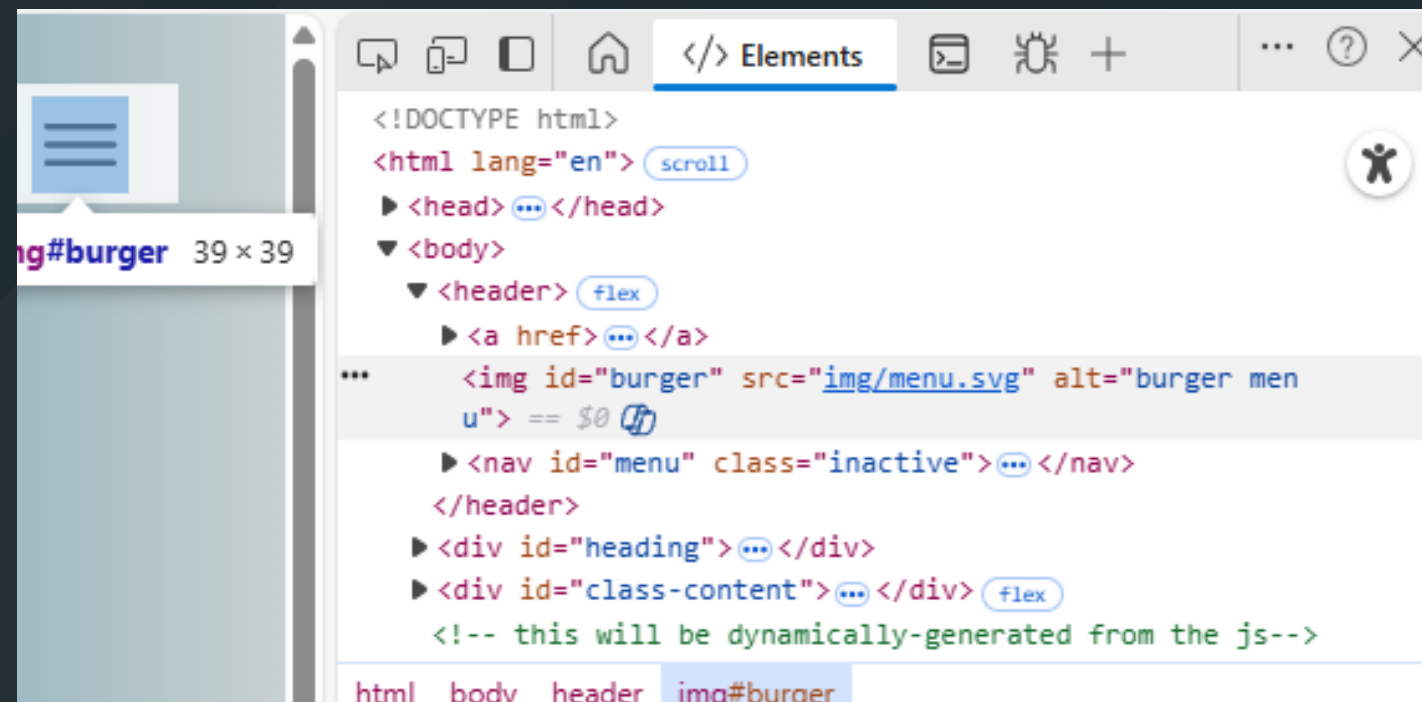 </> Elements
<!DOCTYPE html>
<html lang="en"> scroll
<head> ••• </head>
<body>
<header> flex
<a href> ••• </a>
••• <img id="burger" src="img/menu.svg" alt="burger men
u"> == $0
#burger 39 × 39
<nav id="menu" class="inactive"> ••• </nav>
</header>
<div id="heading"> ••• </div>
<div id="class-content"> ••• </div> flex
<!-- this will be dynamically-generated from the js-->
html body header img#burger